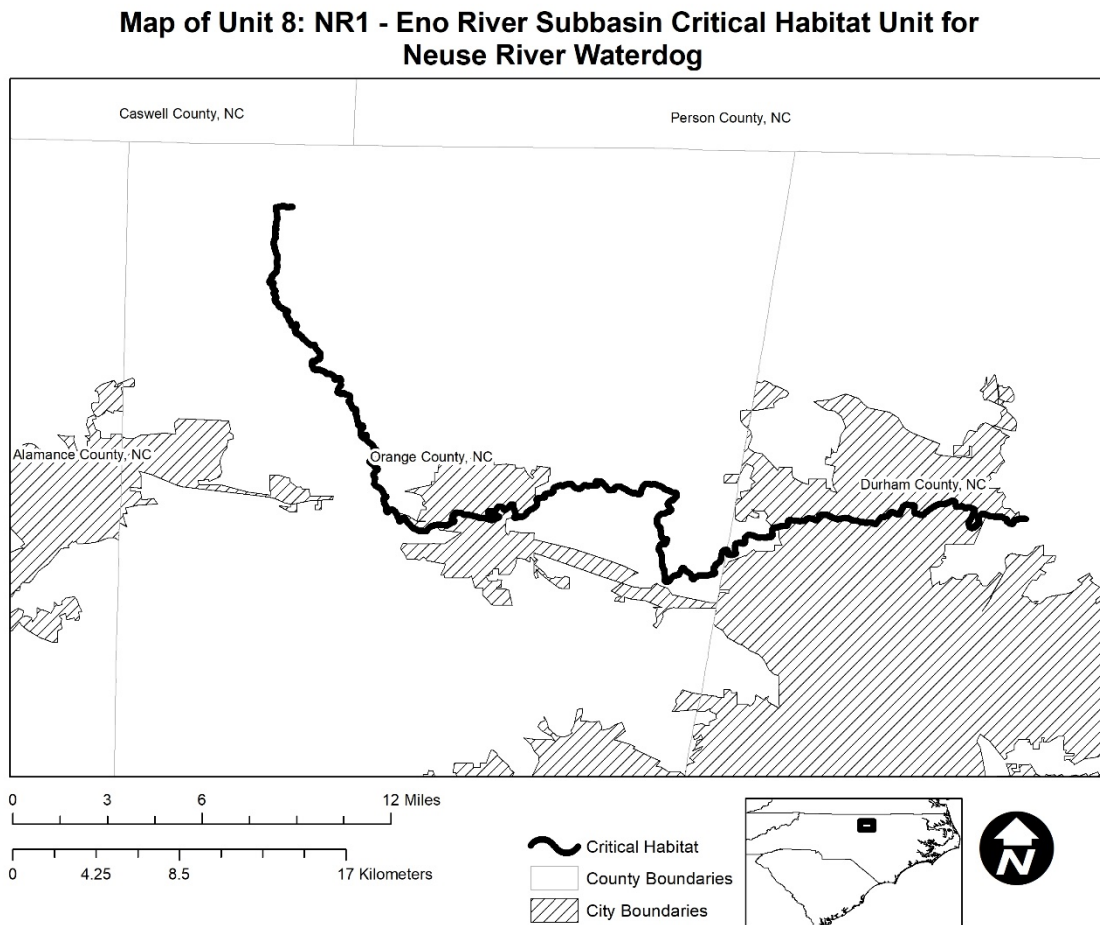 Map of Unit 8: NR1 - Eno River Subbasin Critical Habitat Unit for
Neuse River Waterdog
Caswell County, NC
Person County, NC
Alamance County, NC
Orange County, NC
Durham County, NC
0 3 6 12 Miles
0 4.25 8.5 17 Kilometers
Critical Habitat
County Boundaries
City Boundaries
N